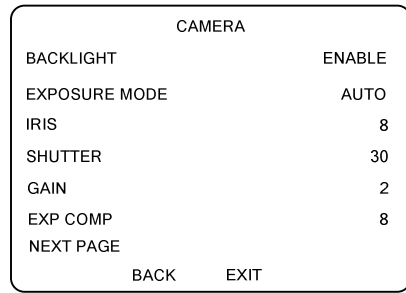 CAMERA
BACKLIGHT ENABLE
EXPOSURE MODE AUTO
IRIS 8
SHUTTER 30
GAIN 2
EXP COMP 8
NEXT PAGE
BACK EXIT